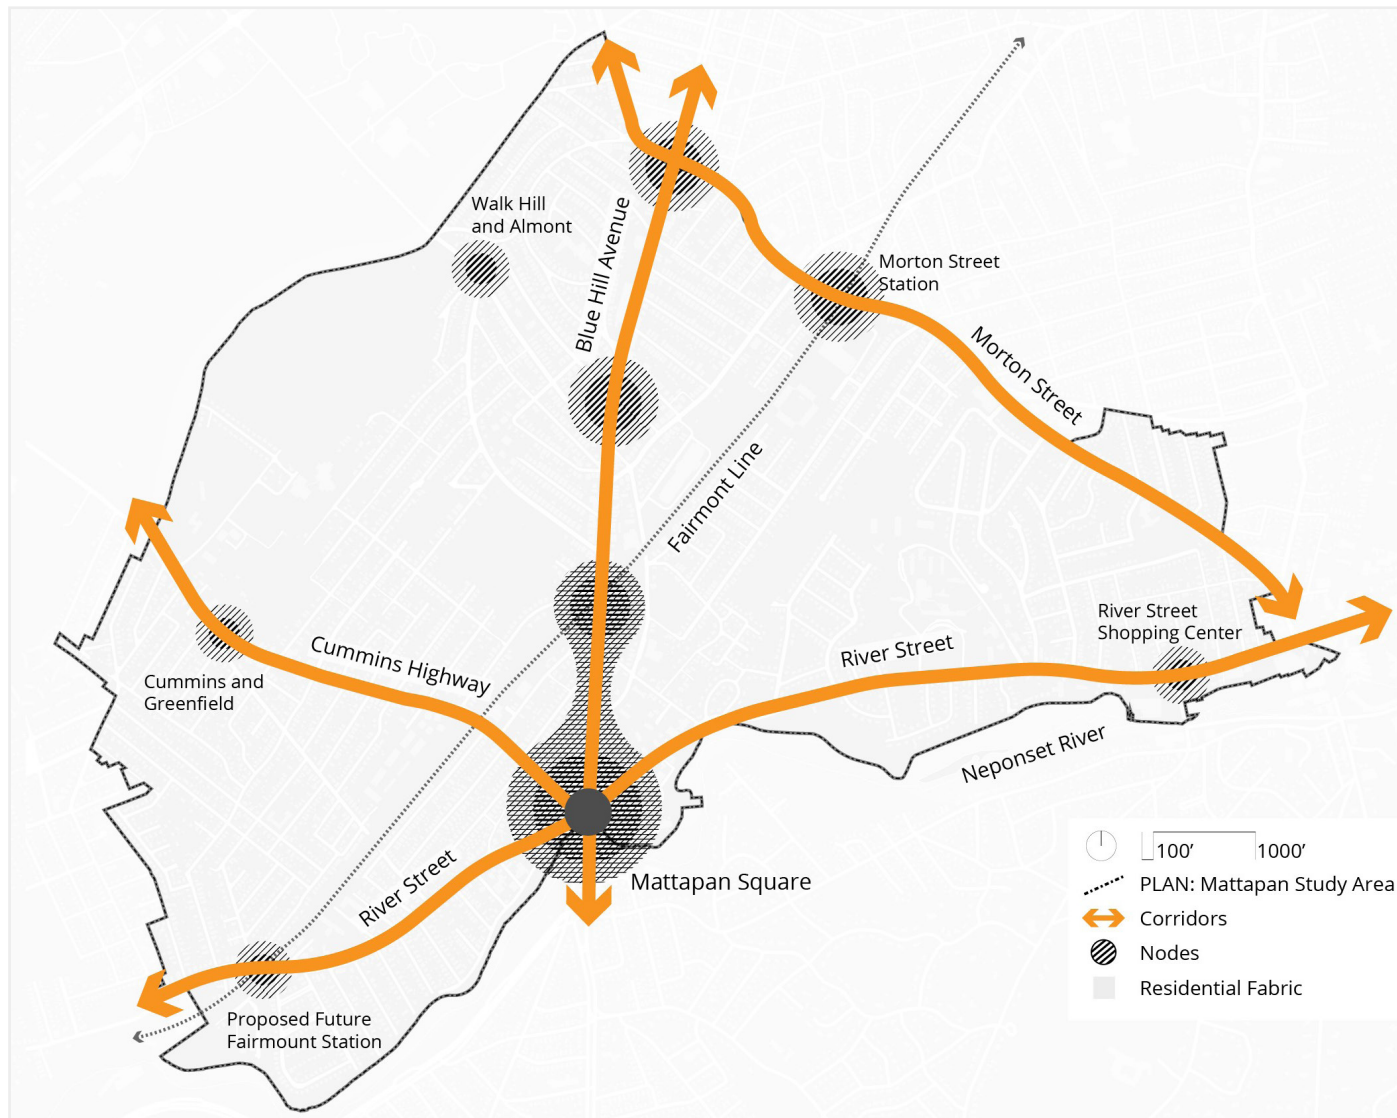 Walk Hill
and Almont
Blue Hill Avenue
Morton Street
Station
Morton Street
Fairmont Line
River Street
Shopping Center
River Street
Cummins Highway
Cummins and
Greenfield
Neponset River
River Street
Mattapan Square
Proposed Future
Fairmount Station
100’
1000’
PLAN: Mattapan Study Area
Corridors
Nodes
Residential Fabric